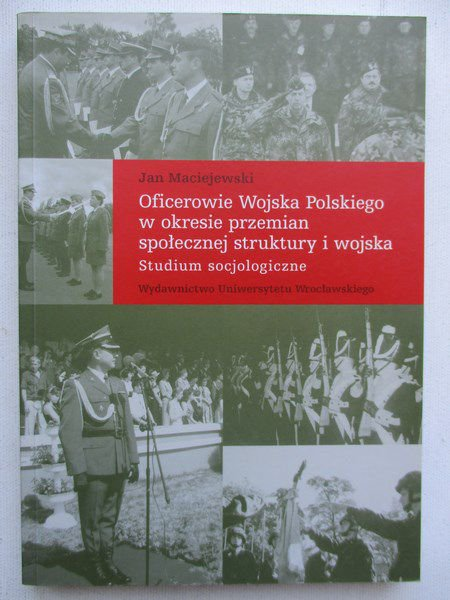 Jan Maciejewski
Oficerowie Wojska Polskiego
w okresie przemian
społecznej struktury i wojska
Studium socjologiczne
Wydawnictwo Uniwersytetu Wrocławskiego